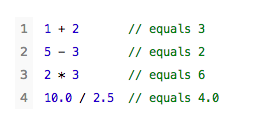 1 1 + 2 // equals 3
2 5 - 3 // equals 2
3 2 * 3 // equals 6
4 10.0 / 2.5 // equals 4.0